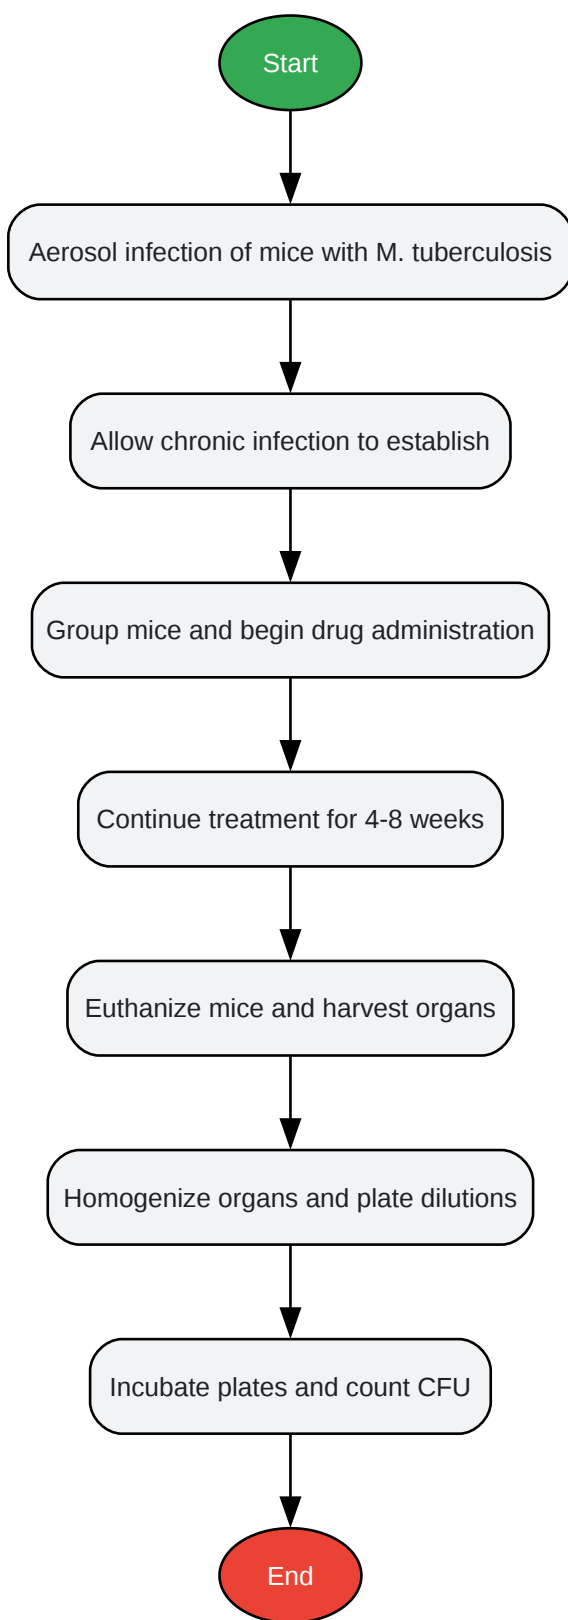 Start
Aerosol infection of mice with M. tuberculosis
Allow chronic infection to establish
Group mice and begin drug administration
Continue treatment for 4-8 weeks
Euthanize mice and harvest organs
Homogenize organs and plate dilutions
Incubate plates and count CFU
End